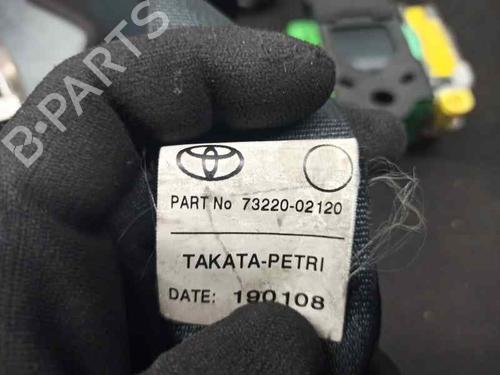 B-PARTS
PART No 73220-02120
TAKATA-PETRI
DATE: 190108